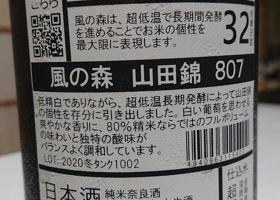 こちら
風の森は、超低温で長期間発酵
を進めることでお米の個性を
最大限に表現します。
32
風の森 山田錦 807
低精白でありながら、超低温長期発酵によって山田錦
の個性を存分に引き出しました。白い葡萄を思わせる
爽やかな香りに、80%精米ならではのフルボリューム
の味わいと独特の酸味が
バランスよく調和しています。
LOT: 2020冬タンク1002
日本酒
純米奈良酒
仕込水
超